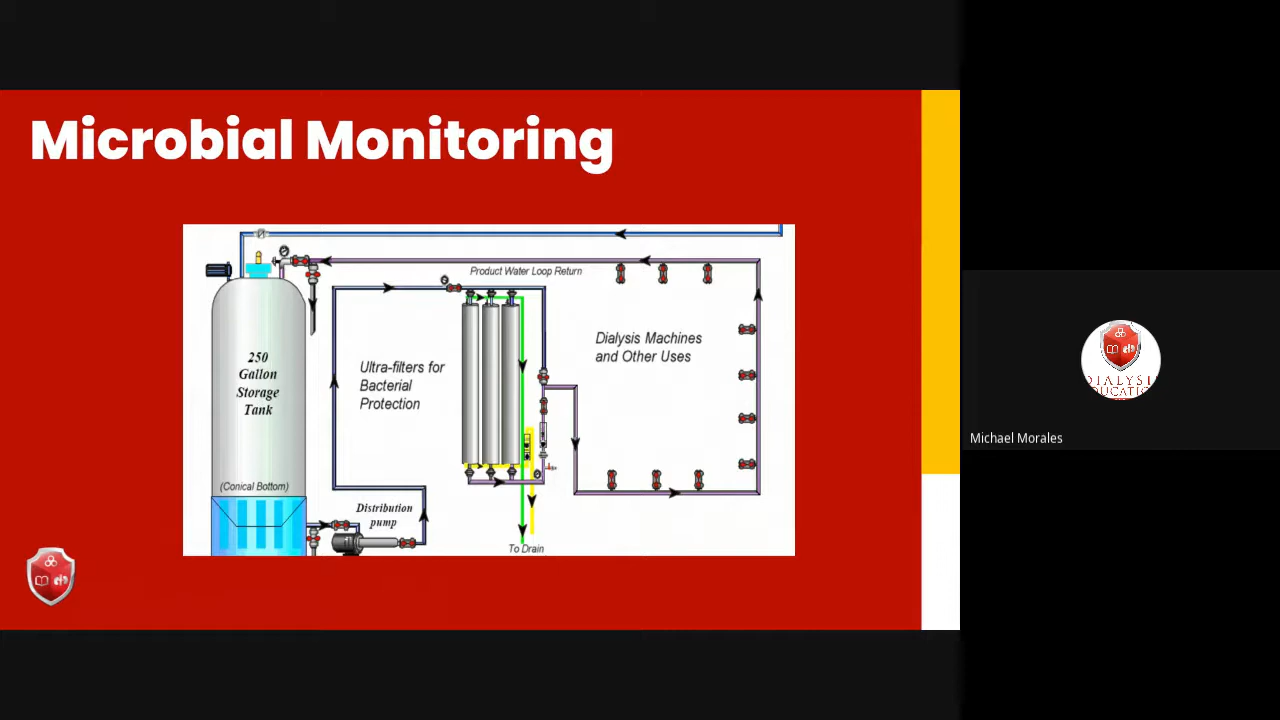 Microbial Monitoring
Product Water Loop Return
250
Gallon
Storage
Tank
Ultra-filters for
Bacterial
Protection
Dialysis Machines
and Other Uses
(Conical Bottom)
Distribution
pump
To Drain
Michael Morales